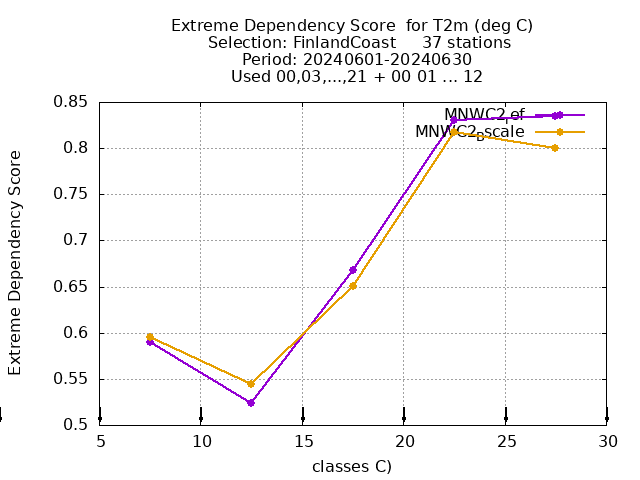 Extreme Dependency Score for T2m (deg C)
Selection: FinlandCoast 37 stations
Period: 20240601-20240630
Used 00,03,...,21 + 00 01 ... 12
Extreme Dependency Score
0.85
0.8
0.75
0.7
0.65
0.6
0.55
0.5
5 10 15 20 25 30
classes C)